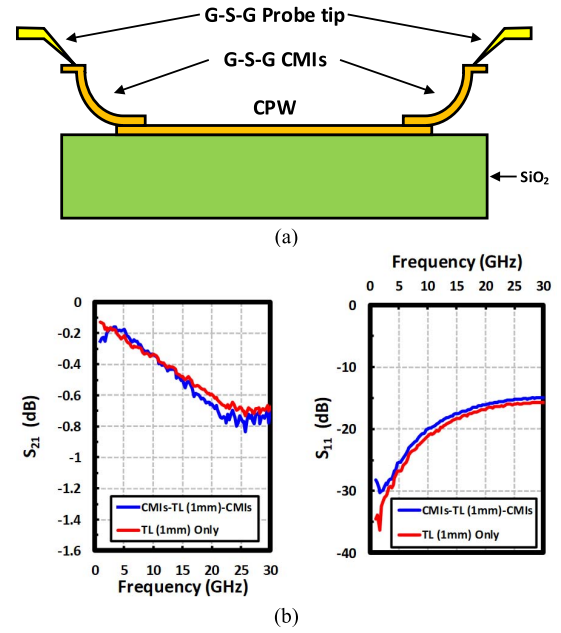 G-S-G Probe tip
G-S-G CMIs
CPW
SiO₂
(a)
0
-0.2
-0.4
-0.6
-0.8
-1
-1.2
-1.4
-1.6
S₂₁ (dB)
CMIs-TL (1mm)-CMIs
TL (1mm) Only
0 5 10 15 20 25 30
Frequency (GHz)
Frequency (GHz)
0 5 10 15 20 25 30
0
-10
-20
-30
-40
S₁₁ (dB)
CMIs-TL (1mm)-CMIs
TL (1mm) Only
(b)